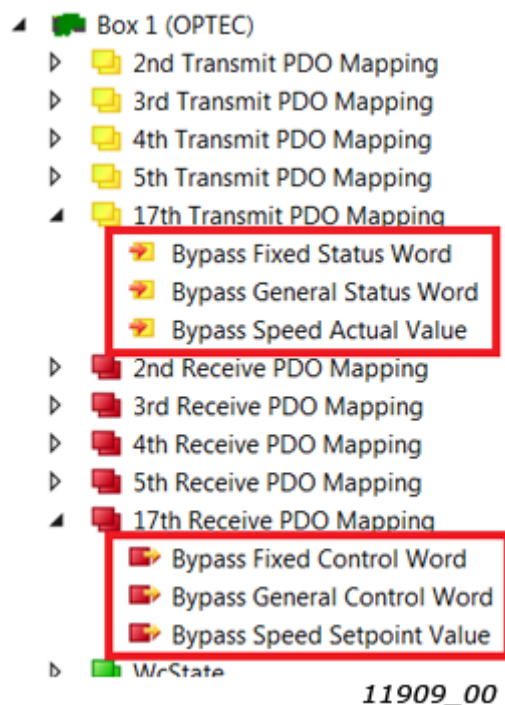 Box 1 (OPTEC)
2nd Transmit PDO Mapping
3rd Transmit PDO Mapping
4th Transmit PDO Mapping
5th Transmit PDO Mapping
17th Transmit PDO Mapping
Bypass Fixed Status Word
Bypass General Status Word
Bypass Speed Actual Value
2nd Receive PDO Mapping
3rd Receive PDO Mapping
4th Receive PDO Mapping
5th Receive PDO Mapping
17th Receive PDO Mapping
Bypass Fixed Control Word
Bypass General Control Word
Bypass Speed Setpoint Value
WcState
11909_00